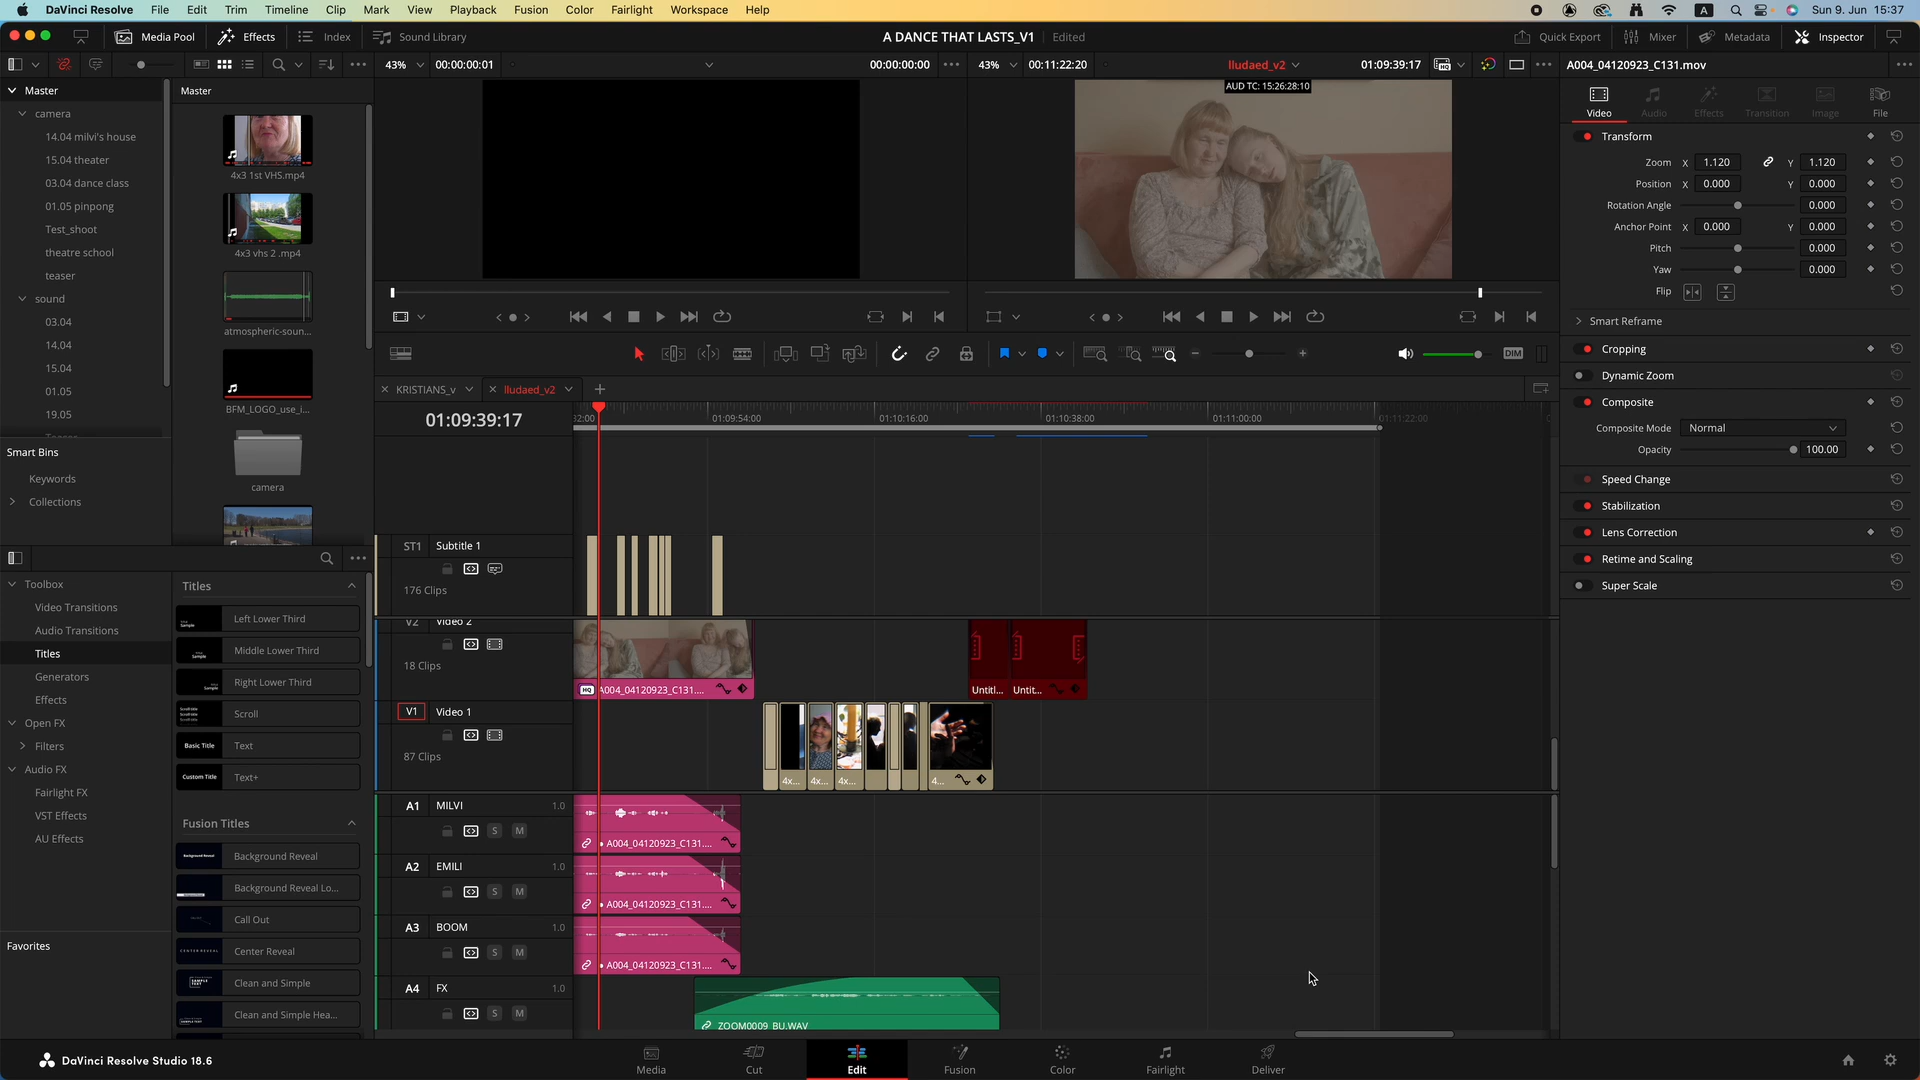 DaVinci Resolve File Edit Trim Timeline Clip Mark View Playback Fusion Color Fairlight Workspace Help
A Sun 9. Jun 15:37
Media Pool Effects Index Sound Library
A DANCE THAT LASTS_V1 Edited
Quick Export Mixer Metadata Inspector
43% 00:00:00:01 00:00:00:00
43% 00:11:22:20 lludaed_v2 01:09:39:17
A004_04120923_C131.mov
AUD TC: 15:26:28:10
Master
camera
14.04 milvi's house
15.04 theater
03.04 dance class
01.05 pinpong
Test_shoot
theatre school
teaser
sound
03.04
14.04
15.04
01.05
19.05
Smart Bins
Keywords
Collections
Master
4x3 1st VHS.mp4
4x3 vhs 2 .mp4
atmospheric-soun...
BFM_LOGO_use_i...
camera
Toolbox
Video Transitions
Audio Transitions
Titles
Generators
Effects
Open FX
Filters
Audio FX
Fairlight FX
VST Effects
AU Effects
Favorites
Titles
Left Lower Third
Middle Lower Third
Right Lower Third
Scroll
Basic Title Text
Custom Title Text+
Fusion Titles
Background Reveal
Background Reveal Lo...
Call Out
CENTER REVEAL Center Reveal
Clean and Simple
Clean and Simple Hea...
DIM
KRISTIANS_v lludaed_v2
01:09:39:17
32:00 01:09:54:00 01:10:16:00 01:10:38:00 01:11:00:00 01:11:22:00
ST1 Subtitle 1
176 Clips
V2 Video 2
18 Clips
HQ A004_04120923_C131....
Untitl... Untit...
V1 Video 1
87 Clips
4x... 4x... 4x... 4...
A1 MILVI 1.0
S M
A004_04120923_C131....
A2 EMILI 1.0
S M
A004_04120923_C131....
A3 BOOM 1.0
S M
A004_04120923_C131....
A4 FX 1.0
S M
ZOOM0009_BU.WAV
Video Audio Effects Transition Image File
Transform
Zoom X 1.120 Y 1.120
Position X 0.000 Y 0.000
Rotation Angle 0.000
Anchor Point X 0.000 Y 0.000
Pitch 0.000
Yaw 0.000
Flip
Smart Reframe
Cropping
Dynamic Zoom
Composite
Composite Mode Normal
Opacity 100.00
Speed Change
Stabilization
Lens Correction
Retime and Scaling
Super Scale
DaVinci Resolve Studio 18.6
Media Cut Edit Fusion Color Fairlight Deliver